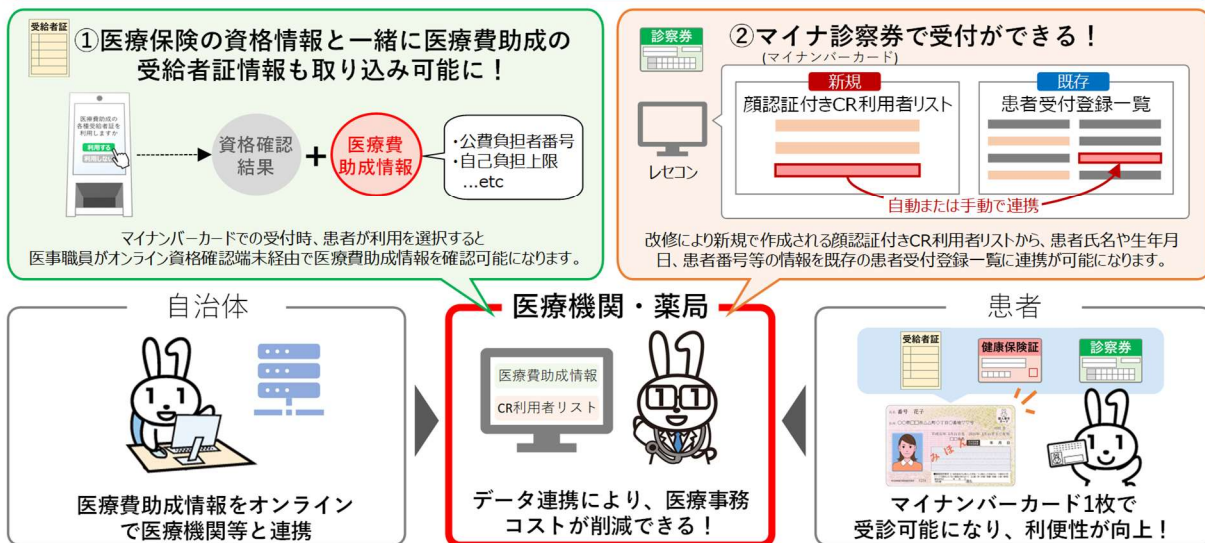 受給者証
①医療保険の資格情報と一緒に医療費助成の
受給者証情報も取り込み可能に！
医療費助成の
各種受給者証を
利用しますか
利用する
利用しない
資格確認
結果
+
医療費
助成情報
・公費負担者番号
・自己負担上限
...etc
マイナンバーカードでの受付時、患者が利用を選択すると
医事職員がオンライン資格確認端末経由で医療費助成情報を確認可能になります。
診察券
②マイナ診察券で受付ができる！
(マイナンバーカード)
レセコン
新規
顔認証付きCR利用者リスト
既存
患者受付登録一覧
自動または手動で連携
改修により新規で作成される顔認証付きCR利用者リストから、患者氏名や生年月
日、患者番号等の情報を既存の患者受付登録一覧に連携が可能になります。
自治体
医療費助成情報をオンライン
で医療機関等と連携
医療機関・薬局
医療費助成情報
CR利用者リスト
データ連携により、医療事務
コストが削減できる！
患者
受給者証
健康保険証
診察券
番号 花子
みほん
マイナンバーカード1枚で
受診可能になり、利便性が向上！